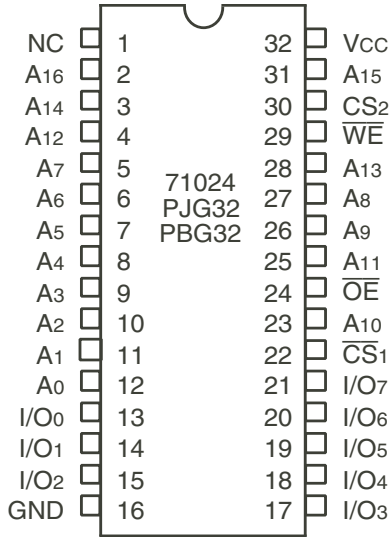 NC 1 32 VCC
A16 2 31 A15
A14 3 30 CS2
A12 4 29 W̅E̅
A7 5 28 A13
A6 6 71024 27 A8
A5 7 PJG32 26 A9
A4 8 PBG32 25 A11
A3 9 24 O̅E̅
A2 10 23 A10
A1 11 22 C̅S̅1
A0 12 21 I/O7
I/O0 13 20 I/O6
I/O1 14 19 I/O5
I/O2 15 18 I/O4
GND 16 17 I/O3